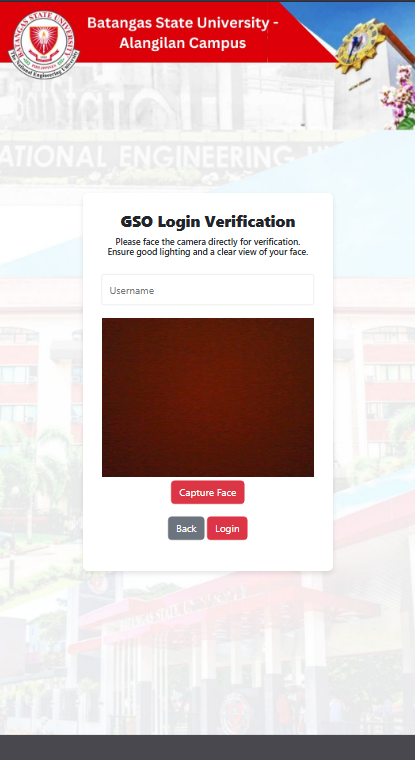 Batangas State University -
Alangilan Campus
BATANGAS STATE UNIVERSITY
The National Engineering University
NATIONAL ENGINEERING
GSO Login Verification
Please face the camera directly for verification.
Ensure good lighting and a clear view of your face.
Username
Capture Face
Back Login